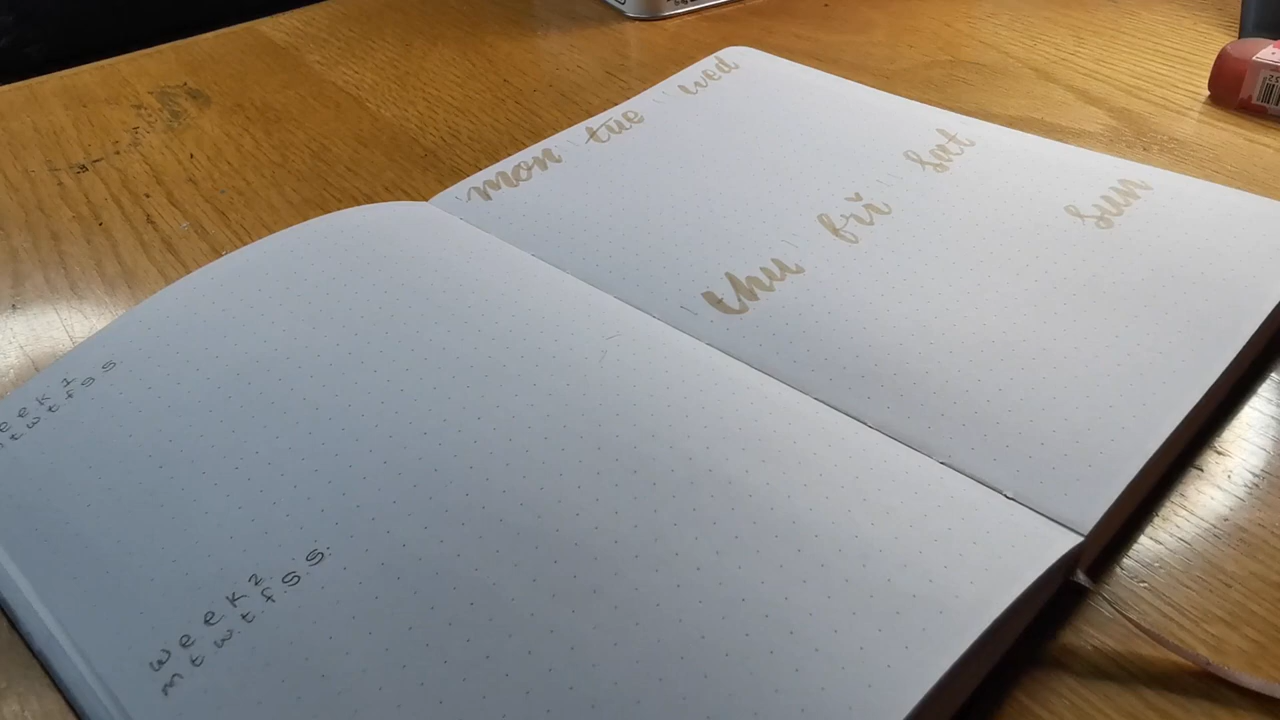 week 1
t w t f s s
week 2
m t w t f s s
mon tue wed
thu fri sat
sun